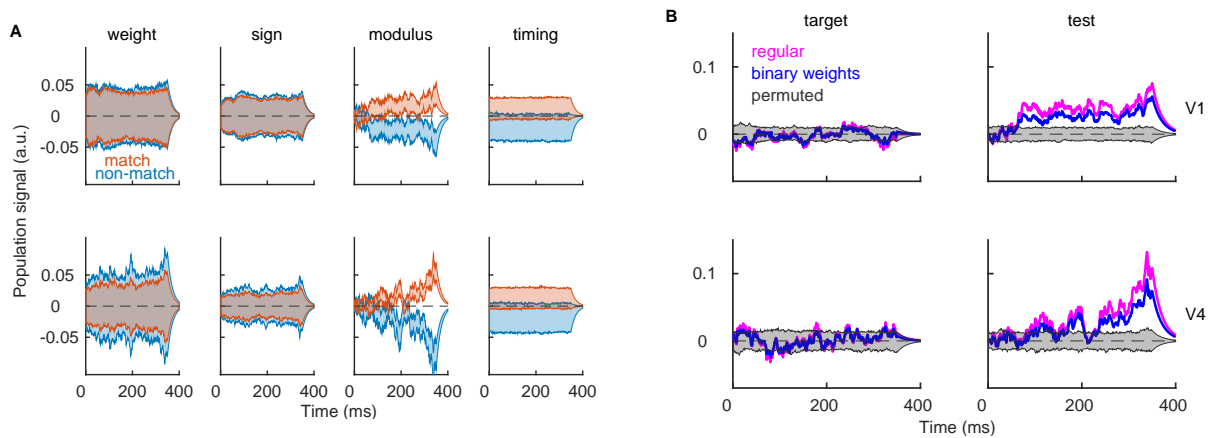 A
weight sign modulus timing
0.05
0
-0.05
match
non-match
0.05
0
-0.05
0 200 400 0 200 400 0 200 400 0 200 400
Population signal (a.u.)
Time (ms)
B
target test
regular
binary weights
permuted
0.1
0
V1
0.1
0
V4
0 200 400 0 200 400
Time (ms)